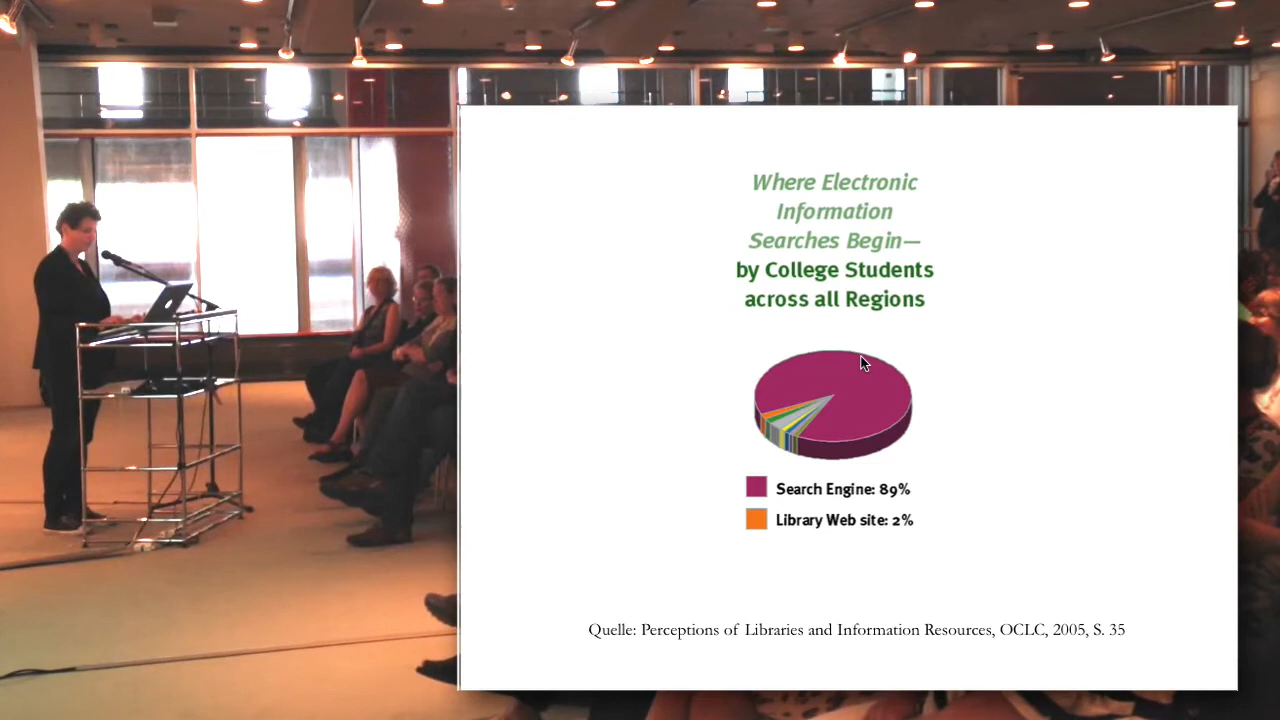 Where Electronic
Information
Searches Begin—
by College Students
across all Regions
Search Engine: 89%
Library Web site: 2%
Quelle: Perceptions of Libraries and Information Resources, OCLC, 2005, S. 35